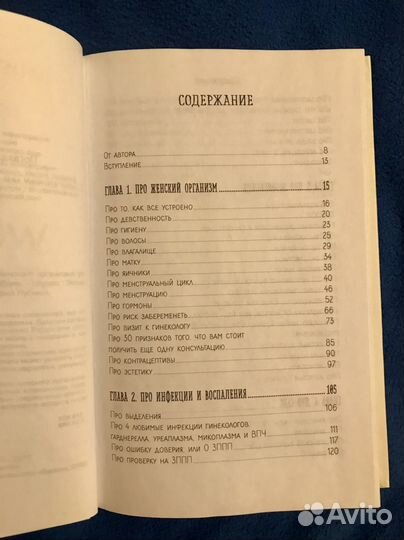 СОДЕРЖАНИЕ
От автора 8
Вступление 13
ГЛАВА 1. ПРО ЖЕНСКИЙ ОРГАНИЗМ 15
Про то, как все устроено 16
Про девственность 20
Про гигиену 23
Про волосы 25
Про влагалище 29
Про матку 34
Про яичники 38
Про менструальный цикл 40
Про менструацию 46
Про гормоны 52
Про риск забеременеть 66
Про визит к гинекологу 73
Про 30 признаков того, что вам стоит
получить еще одну консультацию 85
Про контрацептивы 90
Про эстетику 97
ГЛАВА 2. ПРО ИНФЕКЦИИ И ВОСПАЛЕНИЯ 105
Про выделения 106
Про 4 любимые инфекции гинекологов:
гарднерелла, уреаплазма, микоплазма и ВПЧ 111
Про ошибку доверия, или О ЗППП 117
Про проверку на ЗППП 120
Avito